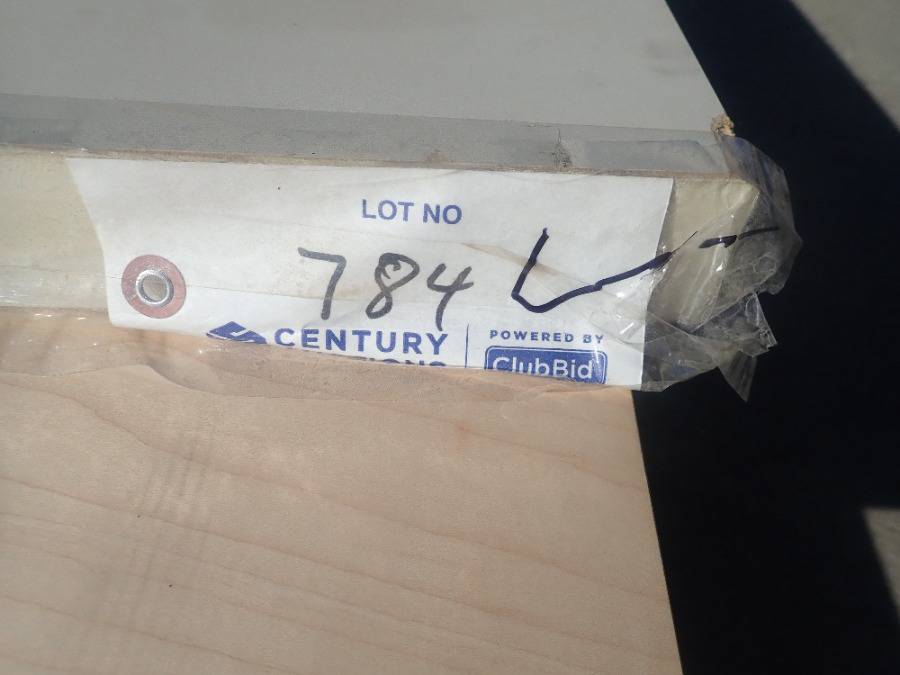 LOT NO
784
CENTURY
POWERED BY
ClubBid